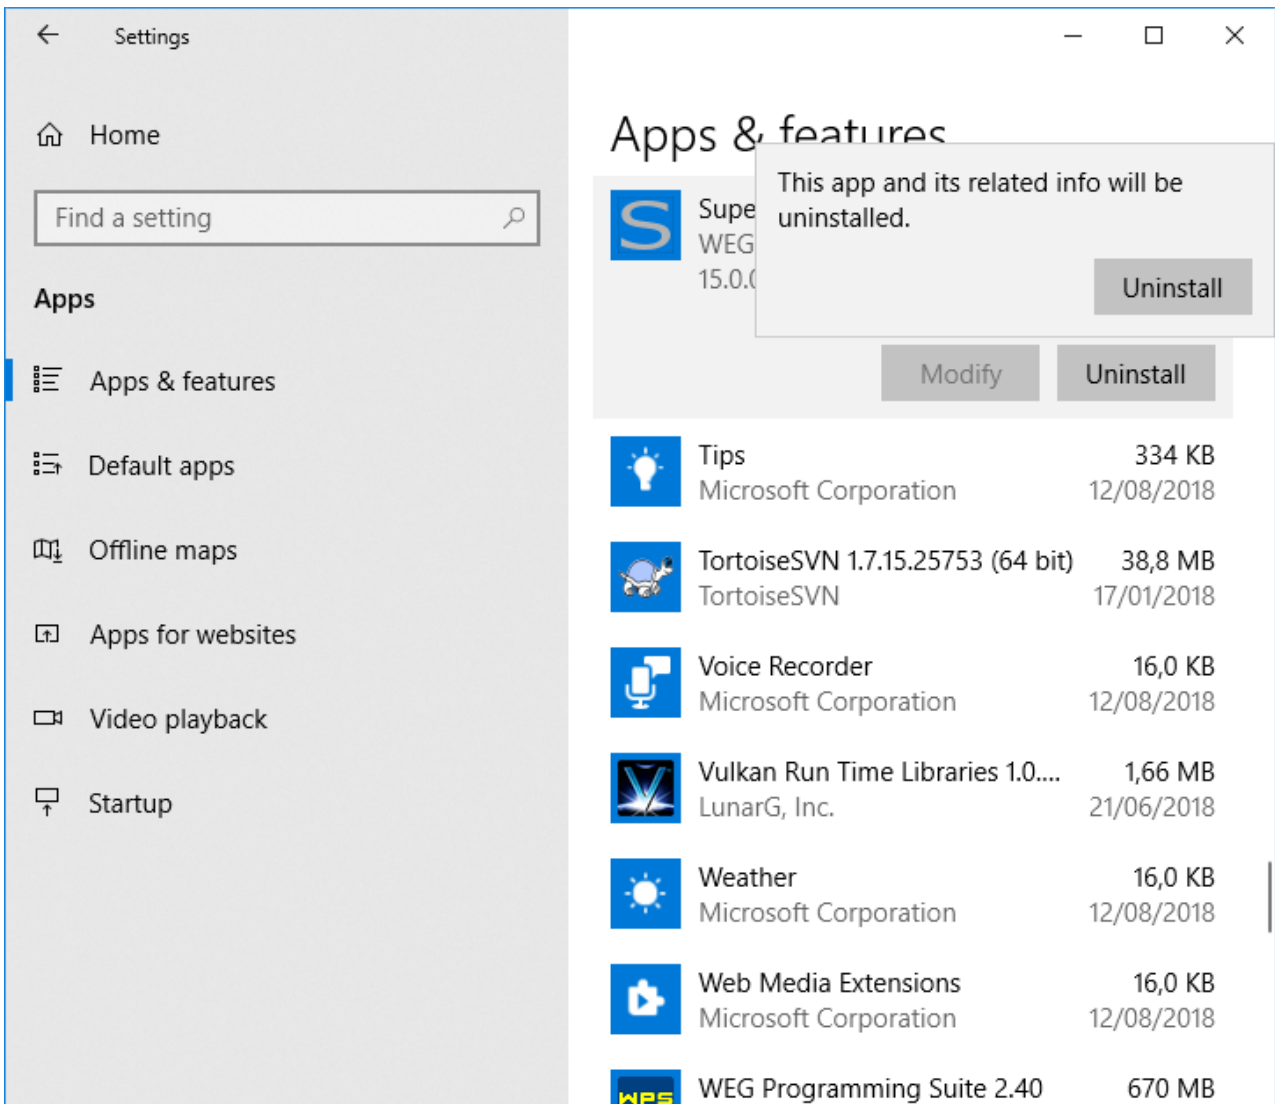 Settings
Home
Find a setting
Apps
Apps & features
Default apps
Offline maps
Apps for websites
Video playback
Startup
Apps & features
This app and its related info will be
uninstalled.
Uninstall
WEG
Modify
Uninstall
Tips 334 KB
Microsoft Corporation 12/08/2018
TortoiseSVN 1.7.15.25753 (64 bit) 38,8 MB
TortoiseSVN 17/01/2018
Voice Recorder 16,0 KB
Microsoft Corporation 12/08/2018
Vulkan Run Time Libraries 1.0.... 1,66 MB
LunarG, Inc. 21/06/2018
Weather 16,0 KB
Microsoft Corporation 12/08/2018
Web Media Extensions 16,0 KB
Microsoft Corporation 12/08/2018
WPS
WEG Programming Suite 2.40 670 MB